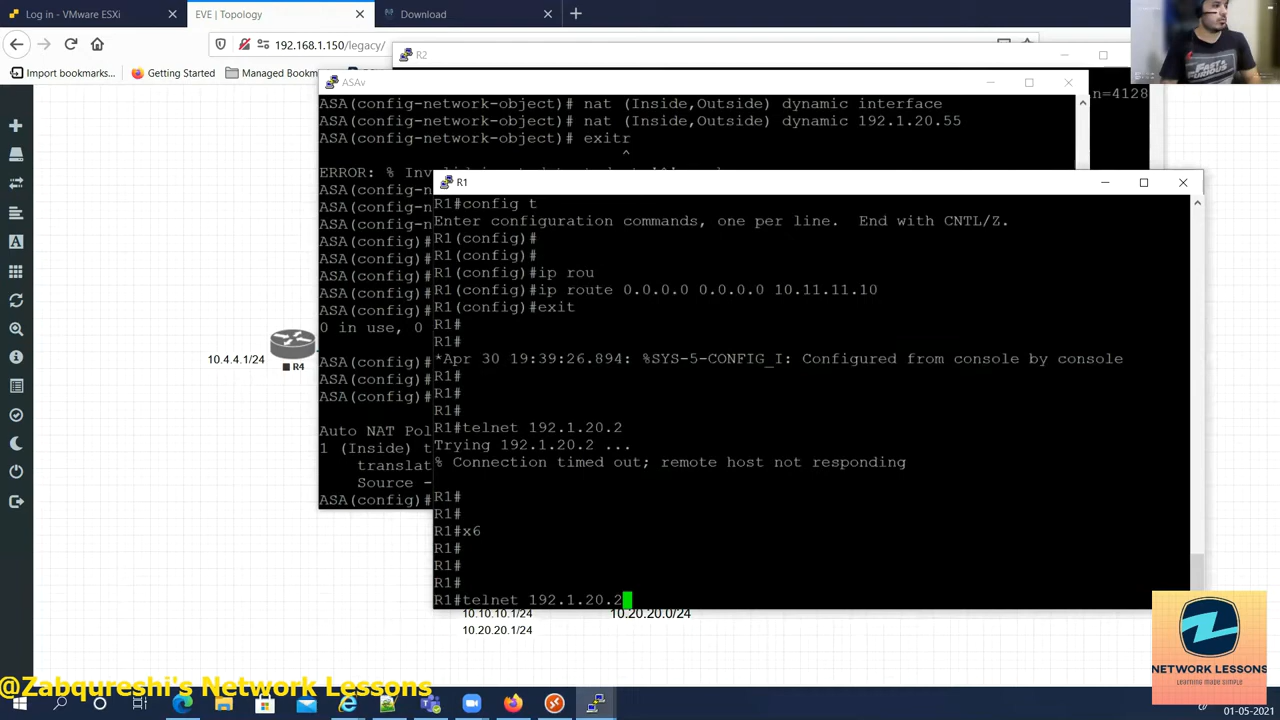 Log in – VMware ESXi
EVE | Topology
Download
192.168.1.150/legacy/
Import bookmarks...
Getting Started
Managed Bookm
R2
n=4128
ASAv
ASA(config-network-object)# nat (Inside,Outside) dynamic interface
ASA(config-network-object)# nat (Inside,Outside) dynamic 192.1.20.55
ASA(config-network-object)# exitr
^
ERROR: % Inv
ASA(config-n
ASA(config-n
ASA(config-n
ASA(config)#
ASA(config)#
ASA(config)#
ASA(config)#
ASA(config)#
0 in use, 0
ASA(config)#
ASA(config)#
ASA(config)#
Auto NAT Pol
1 (Inside) t
translat
Source -
ASA(config)#
R1
R1#config t
Enter configuration commands, one per line.  End with CNTL/Z.
R1(config)#
R1(config)#
R1(config)#ip rou
R1(config)#ip route 0.0.0.0 0.0.0.0 10.11.11.10
R1(config)#exit
R1#
R1#
*Apr 30 19:39:26.894: %SYS-5-CONFIG_I: Configured from console by console
R1#
R1#
R1#
R1#telnet 192.1.20.2
Trying 192.1.20.2 ...
% Connection timed out; remote host not responding
R1#
R1#
R1#x6
R1#
R1#
R1#
R1#telnet 192.1.20.2
10.4.4.1/24
R4
10.10.10.1/24
10.20.20.0/24
10.20.20.1/24
NETWORK LESSONS
Learning made simple
@Zabqureshi's Network Lessons
01-05-2021